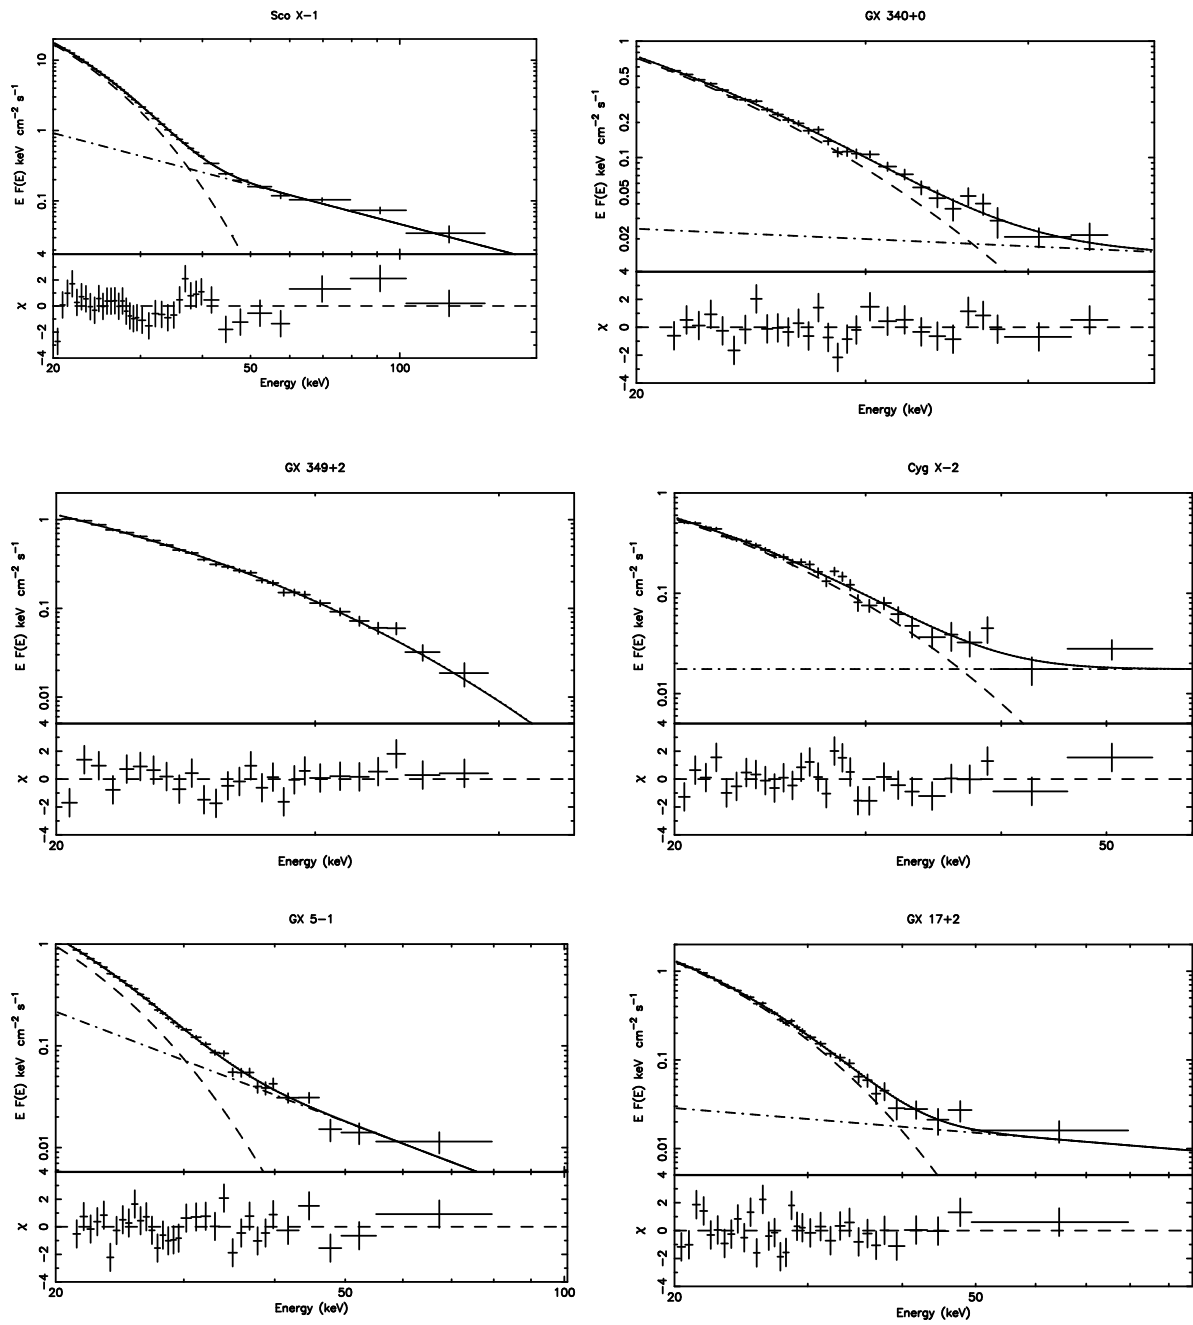 Sco X-1
10
1
0.1
E F(E) keV cm⁻² s⁻¹
2
0
-2
-4
χ
20
50
100
Energy (keV)
GX 340+0
1
0.5
0.2
0.1
0.05
0.02
E F(E) keV cm⁻² s⁻¹
4
2
0
-2
-4
χ
20
Energy (keV)
GX 349+2
1
0.1
0.01
E F(E) keV cm⁻² s⁻¹
4
2
0
-2
-4
χ
20
Energy (keV)
Cyg X-2
0.1
0.01
E F(E) keV cm⁻² s⁻¹
4
2
0
-2
-4
χ
20
50
Energy (keV)
GX 5-1
1
0.1
0.01
E F(E) keV cm⁻² s⁻¹
4
2
0
-2
-4
χ
20
50
100
Energy (keV)
GX 17+2
1
0.1
0.01
E F(E) keV cm⁻² s⁻¹
4
2
0
-2
-4
χ
20
50
Energy (keV)